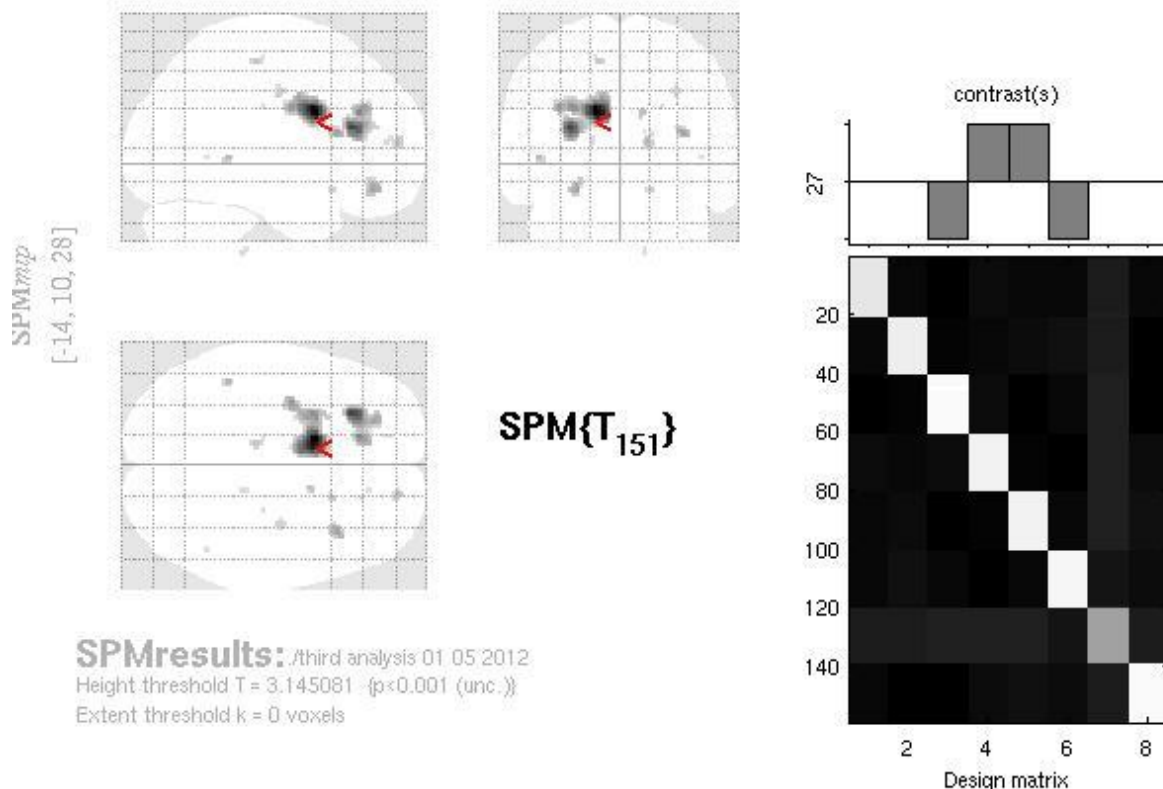 SPMmip
[-14, 10, 28]
SPM{T151}
SPMresults: ./third analysis 01 05 2012
Height threshold T = 3.145081 {p<0.001 (unc.)}
Extent threshold k = 0 voxels
contrast(s)
27
20
40
60
80
100
120
140
2 4 6 8
Design matrix